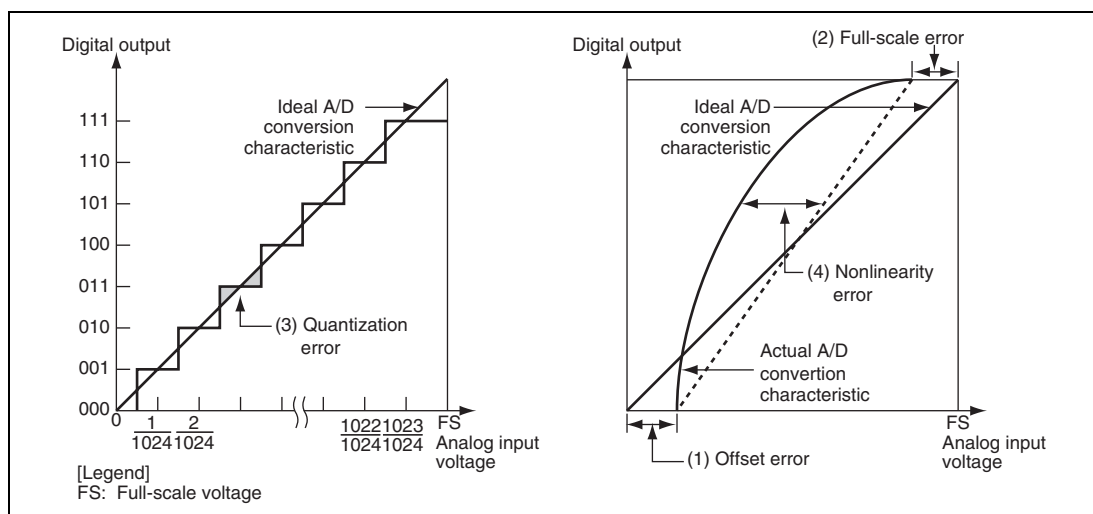 Digital output
111
110
101
100
011
010
001
000
0
Ideal A/D
conversion
characteristic
(3) Quantization
error
1
1024
2
1024
1022
1024
1023
1024
FS
Analog input
voltage
[Legend]
FS: Full-scale voltage
Digital output
(2) Full-scale error
Ideal A/D
conversion
characteristic
(4) Nonlinearity
error
Actual A/D
convertion
characteristic
FS
Analog input
voltage
(1) Offset error